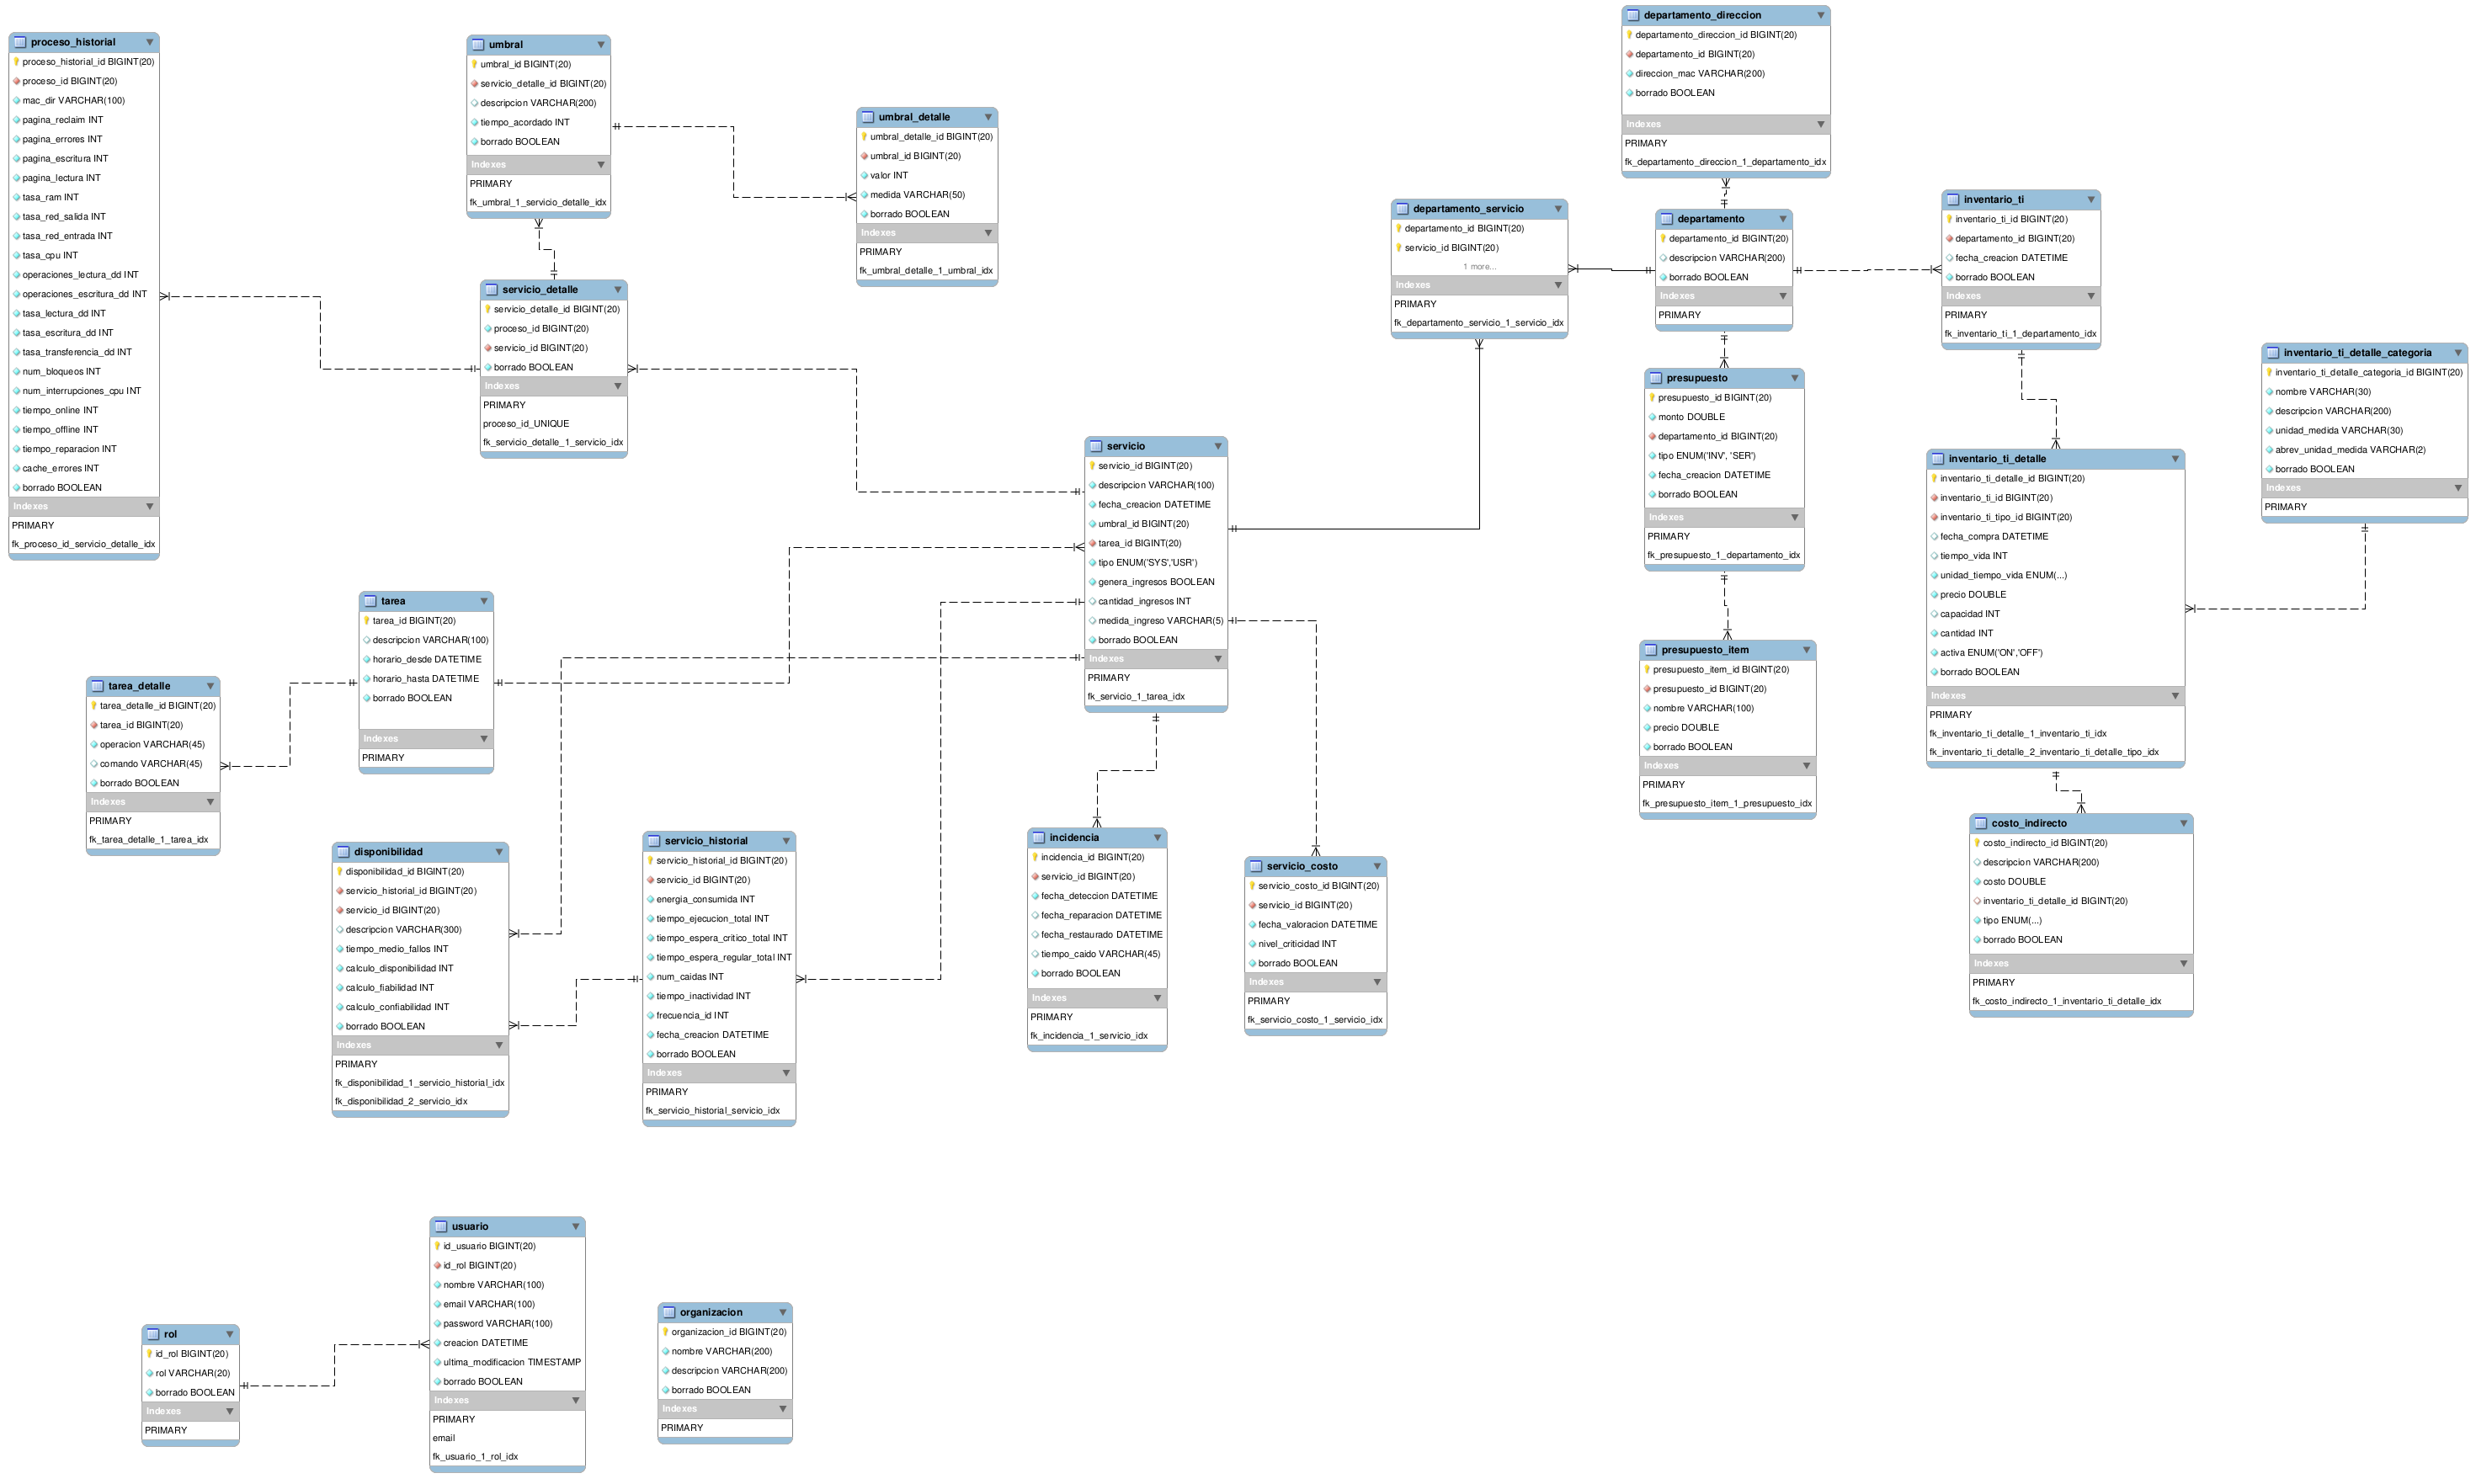 proceso_historial
proceso_historial_id BIGINT(20)
proceso_id BIGINT(20)
mac_dir VARCHAR(100)
pagina_reclaim INT
pagina_errores INT
pagina_escritura INT
pagina_lectura INT
tasa_ram INT
tasa_red_salida INT
tasa_red_entrada INT
tasa_cpu INT
operaciones_lectura_dd INT
operaciones_escritura_dd INT
tasa_lectura_dd INT
tasa_escritura_dd INT
tasa_transferencia_dd INT
num_bloqueos INT
num_interrupciones_cpu INT
tiempo_online INT
tiempo_offline INT
tiempo_reparacion INT
cache_errores INT
borrado BOOLEAN
Indexes
PRIMARY
fk_proceso_id_servicio_detalle_idx
umbral
umbral_id BIGINT(20)
servicio_detalle_id BIGINT(20)
descripcion VARCHAR(200)
tiempo_acordado INT
borrado BOOLEAN
Indexes
PRIMARY
fk_umbral_1_servicio_detalle_idx
umbral_detalle
umbral_detalle_id BIGINT(20)
umbral_id BIGINT(20)
valor INT
medida VARCHAR(50)
borrado BOOLEAN
Indexes
PRIMARY
fk_umbral_detalle_1_umbral_idx
servicio_detalle
servicio_detalle_id BIGINT(20)
proceso_id BIGINT(20)
servicio_id BIGINT(20)
borrado BOOLEAN
Indexes
PRIMARY
proceso_id_UNIQUE
fk_servicio_detalle_1_servicio_idx
departamento_direccion
departamento_direccion_id BIGINT(20)
departamento_id BIGINT(20)
direccion_mac VARCHAR(200)
borrado BOOLEAN
Indexes
PRIMARY
fk_departamento_direccion_1_departamento_idx
departamento_servicio
departamento_id BIGINT(20)
servicio_id BIGINT(20)
1 more...
Indexes
PRIMARY
fk_departamento_servicio_1_servicio_idx
departamento
departamento_id BIGINT(20)
descripcion VARCHAR(200)
borrado BOOLEAN
Indexes
PRIMARY
inventario_ti
inventario_ti_id BIGINT(20)
departamento_id BIGINT(20)
fecha_creacion DATETIME
borrado BOOLEAN
Indexes
PRIMARY
fk_inventario_ti_1_departamento_idx
inventario_ti_detalle_categoria
inventario_ti_detalle_categoria_id BIGINT(20)
nombre VARCHAR(30)
descripcion VARCHAR(200)
unidad_medida VARCHAR(30)
abrev_unidad_medida VARCHAR(2)
borrado BOOLEAN
Indexes
PRIMARY
presupuesto
presupuesto_id BIGINT(20)
monto DOUBLE
departamento_id BIGINT(20)
tipo ENUM('INV', 'SER')
fecha_creacion DATETIME
borrado BOOLEAN
Indexes
PRIMARY
fk_presupuesto_1_departamento_idx
servicio
servicio_id BIGINT(20)
descripcion VARCHAR(100)
fecha_creacion DATETIME
umbral_id BIGINT(20)
tarea_id BIGINT(20)
tipo ENUM('SYS','USR')
genera_ingresos BOOLEAN
cantidad_ingresos INT
medida_ingreso VARCHAR(5)
borrado BOOLEAN
Indexes
PRIMARY
fk_servicio_1_tarea_idx
inventario_ti_detalle
inventario_ti_detalle_id BIGINT(20)
inventario_ti_id BIGINT(20)
inventario_ti_tipo_id BIGINT(20)
fecha_compra DATETIME
tiempo_vida INT
unidad_tiempo_vida ENUM(...)
precio DOUBLE
capacidad INT
cantidad INT
activa ENUM('ON','OFF')
borrado BOOLEAN
Indexes
PRIMARY
fk_inventario_ti_detalle_1_inventario_ti_idx
fk_inventario_ti_detalle_2_inventario_ti_detalle_tipo_idx
tarea
tarea_id BIGINT(20)
descripcion VARCHAR(100)
horario_desde DATETIME
horario_hasta DATETIME
borrado BOOLEAN
Indexes
PRIMARY
tarea_detalle
tarea_detalle_id BIGINT(20)
tarea_id BIGINT(20)
operacion VARCHAR(45)
comando VARCHAR(45)
borrado BOOLEAN
Indexes
PRIMARY
fk_tarea_detalle_1_tarea_idx
presupuesto_item
presupuesto_item_id BIGINT(20)
presupuesto_id BIGINT(20)
nombre VARCHAR(100)
precio DOUBLE
borrado BOOLEAN
Indexes
PRIMARY
fk_presupuesto_item_1_presupuesto_idx
disponibilidad
disponibilidad_id BIGINT(20)
servicio_historial_id BIGINT(20)
servicio_id BIGINT(20)
descripcion VARCHAR(300)
tiempo_medio_fallos INT
calculo_disponibilidad INT
calculo_fiabilidad INT
calculo_confiabilidad INT
borrado BOOLEAN
Indexes
PRIMARY
fk_disponibilidad_1_servicio_historial_idx
fk_disponibilidad_2_servicio_idx
servicio_historial
servicio_historial_id BIGINT(20)
servicio_id BIGINT(20)
energia_consumida INT
tiempo_ejecucion_total INT
tiempo_espera_critico_total INT
tiempo_espera_regular_total INT
num_caidas INT
tiempo_inactividad INT
frecuencia_id INT
fecha_creacion DATETIME
borrado BOOLEAN
Indexes
PRIMARY
fk_servicio_historial_servicio_idx
incidencia
incidencia_id BIGINT(20)
servicio_id BIGINT(20)
fecha_deteccion DATETIME
fecha_reparacion DATETIME
fecha_restaurado DATETIME
tiempo_caido VARCHAR(45)
borrado BOOLEAN
Indexes
PRIMARY
fk_incidencia_1_servicio_idx
servicio_costo
servicio_costo_id BIGINT(20)
servicio_id BIGINT(20)
fecha_valoracion DATETIME
nivel_criticidad INT
borrado BOOLEAN
Indexes
PRIMARY
fk_servicio_costo_1_servicio_idx
costo_indirecto
costo_indirecto_id BIGINT(20)
descripcion VARCHAR(200)
costo DOUBLE
inventario_ti_detalle_id BIGINT(20)
tipo ENUM(...)
borrado BOOLEAN
Indexes
PRIMARY
fk_costo_indirecto_1_inventario_ti_detalle_idx
rol
id_rol BIGINT(20)
rol VARCHAR(20)
borrado BOOLEAN
Indexes
PRIMARY
usuario
id_usuario BIGINT(20)
id_rol BIGINT(20)
nombre VARCHAR(100)
email VARCHAR(100)
password VARCHAR(100)
creacion DATETIME
ultima_modificacion TIMESTAMP
borrado BOOLEAN
Indexes
PRIMARY
email
fk_usuario_1_rol_idx
organizacion
organizacion_id BIGINT(20)
nombre VARCHAR(200)
descripcion VARCHAR(200)
borrado BOOLEAN
Indexes
PRIMARY